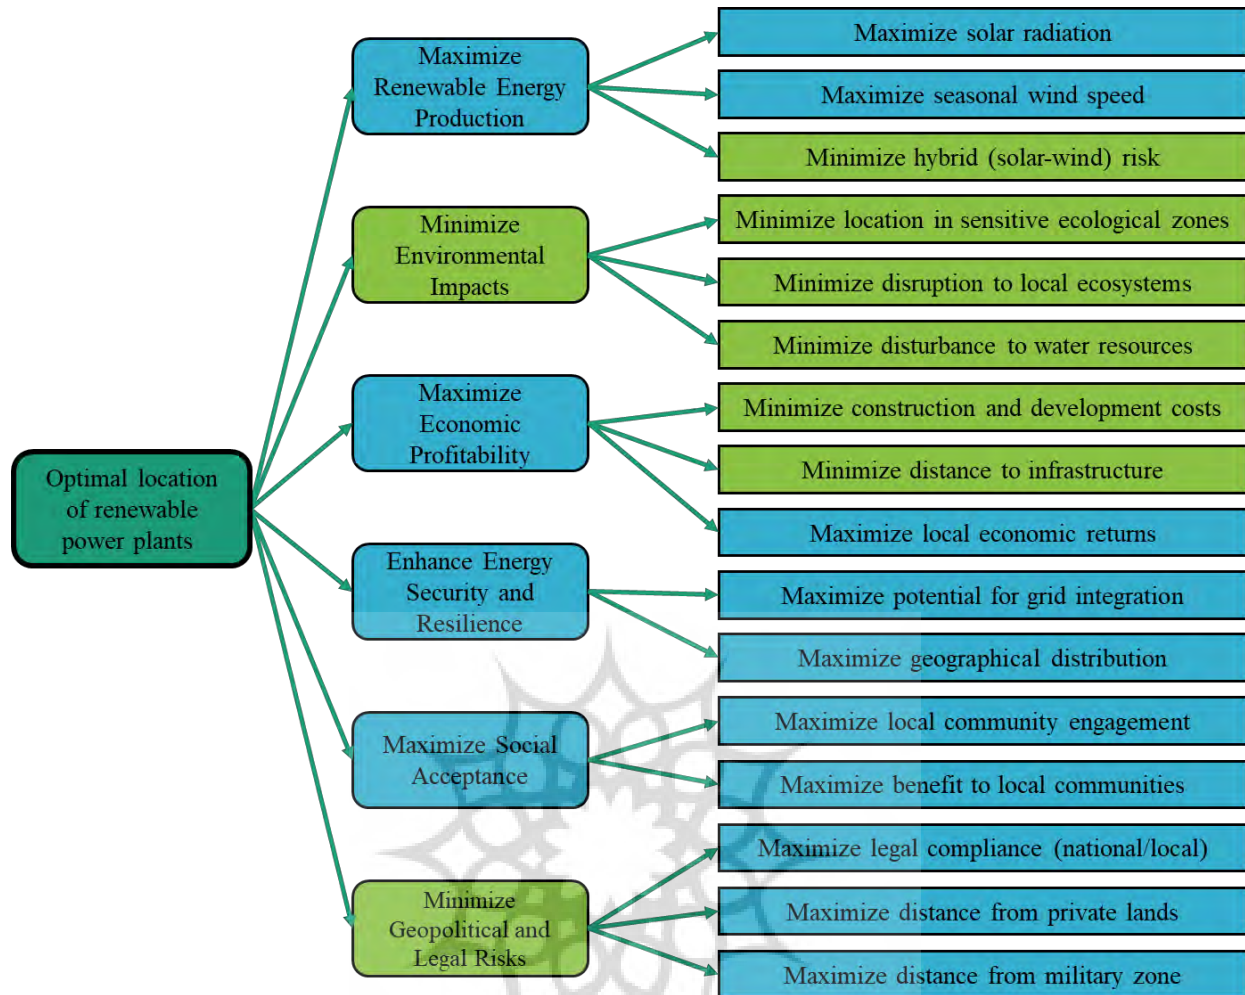 Optimal location
of renewable
power plants
Maximize
Renewable Energy
Production
Maximize solar radiation
Maximize seasonal wind speed
Minimize hybrid (solar-wind) risk
Minimize
Environmental
Impacts
Minimize location in sensitive ecological zones
Minimize disruption to local ecosystems
Minimize disturbance to water resources
Maximize
Economic
Profitability
Minimize construction and development costs
Minimize distance to infrastructure
Maximize local economic returns
Enhance Energy
Security and
Resilience
Maximize potential for grid integration
Maximize geographical distribution
Maximize Social
Acceptance
Maximize local community engagement
Maximize benefit to local communities
Minimize
Geopolitical and
Legal Risks
Maximize legal compliance (national/local)
Maximize distance from private lands
Maximize distance from military zone